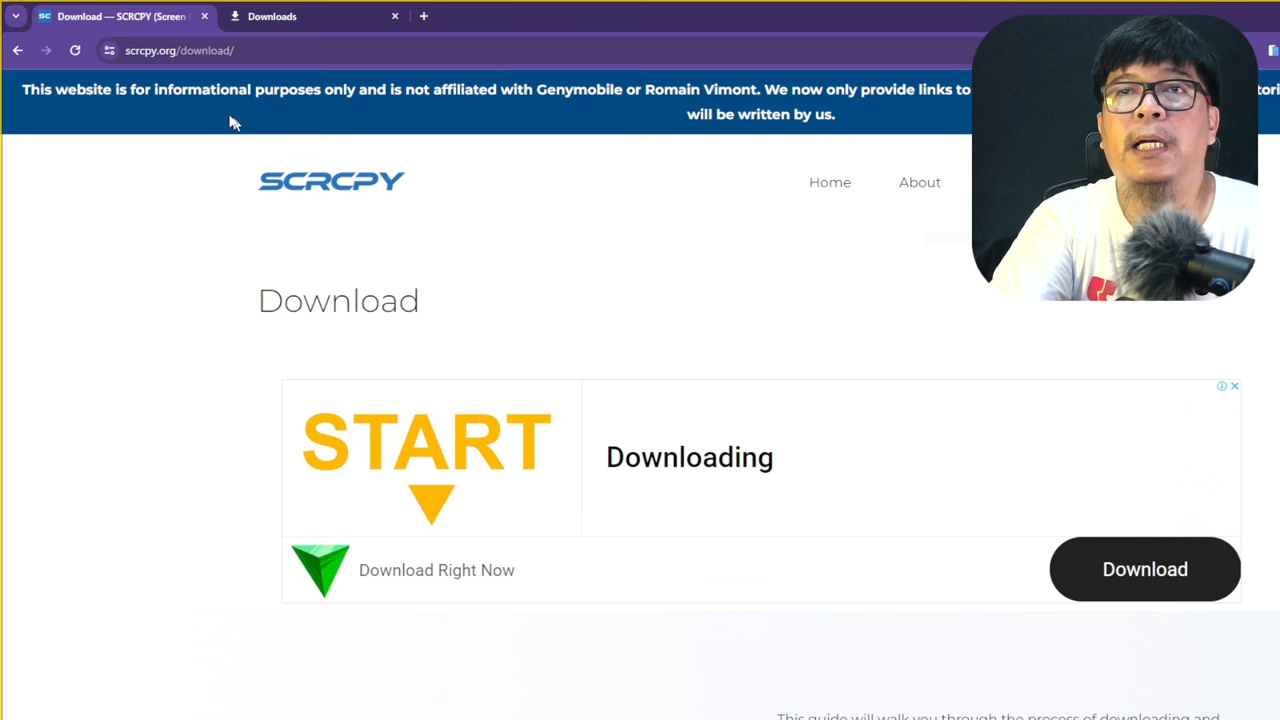 Download — SCRCPY (Screen
Downloads
scrcpy.org/download/
This website is for informational purposes only and is not affiliated with Genymobile or Romain Vimont. We now only provide links to
will be written by us.
SCRCPY
Home
About
Download
START
Downloading
Download Right Now
Download
This guide will walk you through the process of downloading and